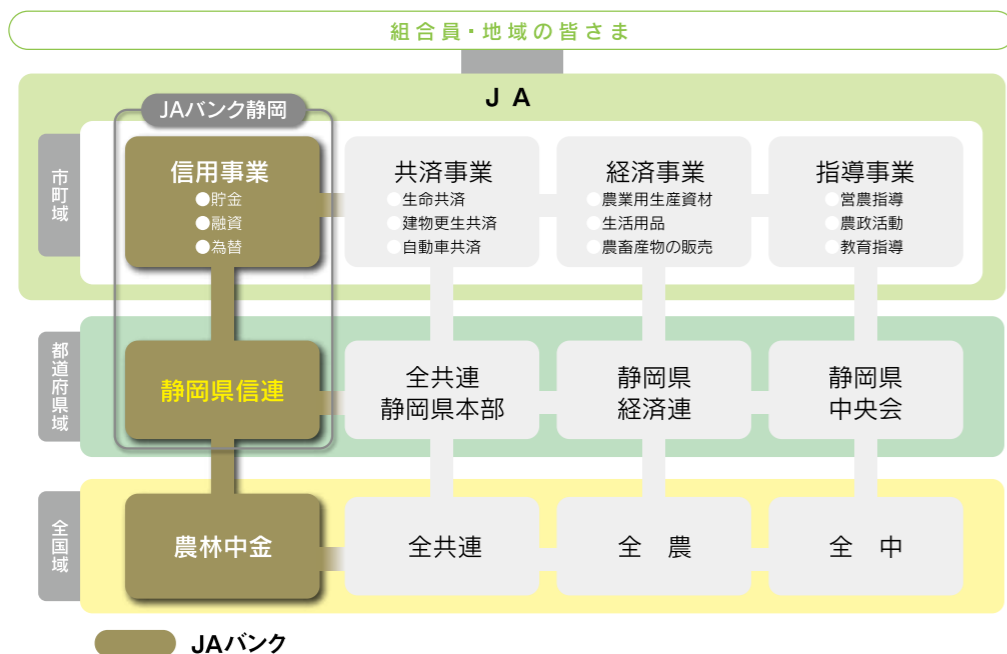 組合員・地域の皆さま
JA
JAバンク静岡
市町域
信用事業
●貯金
●融資
●為替
共済事業
●生命共済
●建物更生共済
●自動車共済
経済事業
●農業用生産資材
●生活用品
●農畜産物の販売
指導事業
●営農指導
●農政活動
●教育指導
都道府県域
静岡県信連
全共連
静岡県本部
静岡県
経済連
静岡県
中央会
全国域
農林中金
全共連
全　農
全　中
JAバンク